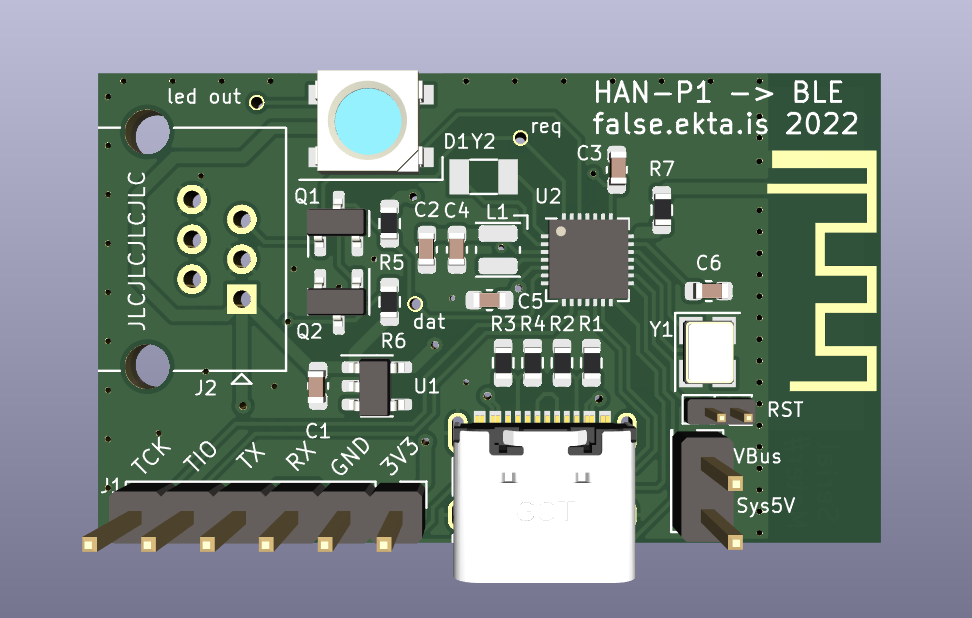 HAN-P1 -> BLE
false.ekta.is 2022
led out
req
D1
Y2
C3
R7
Q1
C2
C4
L1
U2
R5
C6
JLCJLCJLCJLC
C5
dat
Q2
R6
R3
R4
R2
R1
Y1
J2
U1
RST
C1
TCK
TIO
TX
RX
GND
3V3
J1
VBus
Sys5V
GCT